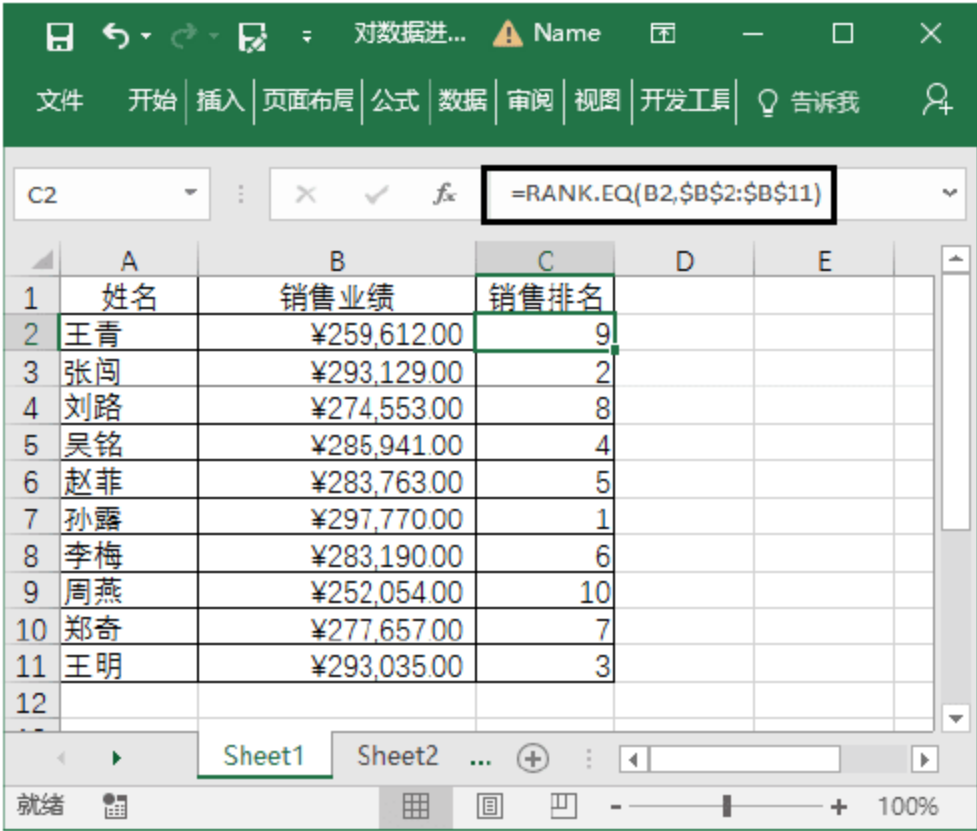 对数据进... Name
文件 开始 插入 页面布局 公式 数据 审阅 视图 开发工具 告诉我
C2 fx =RANK.EQ(B2,$B$2:$B$11)
A B C D E
1 姓名 销售业绩 销售排名
2 王青 ¥259,612.00 9
3 张闯 ¥293,129.00 2
4 刘路 ¥274,553.00 8
5 吴铭 ¥285,941.00 4
6 赵菲 ¥283,763.00 5
7 孙露 ¥297,770.00 1
8 李梅 ¥283,190.00 6
9 周燕 ¥252,054.00 10
10 郑奇 ¥277,657.00 7
11 王明 ¥293,035.00 3
12
Sheet1 Sheet2 ...
就绪 100%